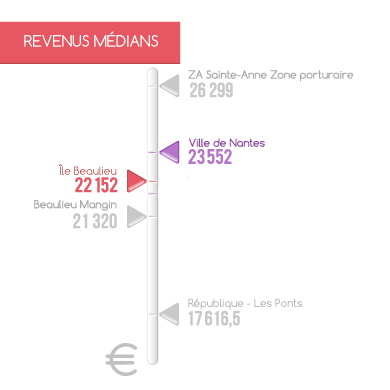 REVENUS MÉDIANS
ZA Sainte-Anne Zone porturaire
26 299
Ville de Nantes
23 552
Île Beaulieu
22 152
Beaulieu Mangin
21 320
République - Les Ponts
17 616,5
€